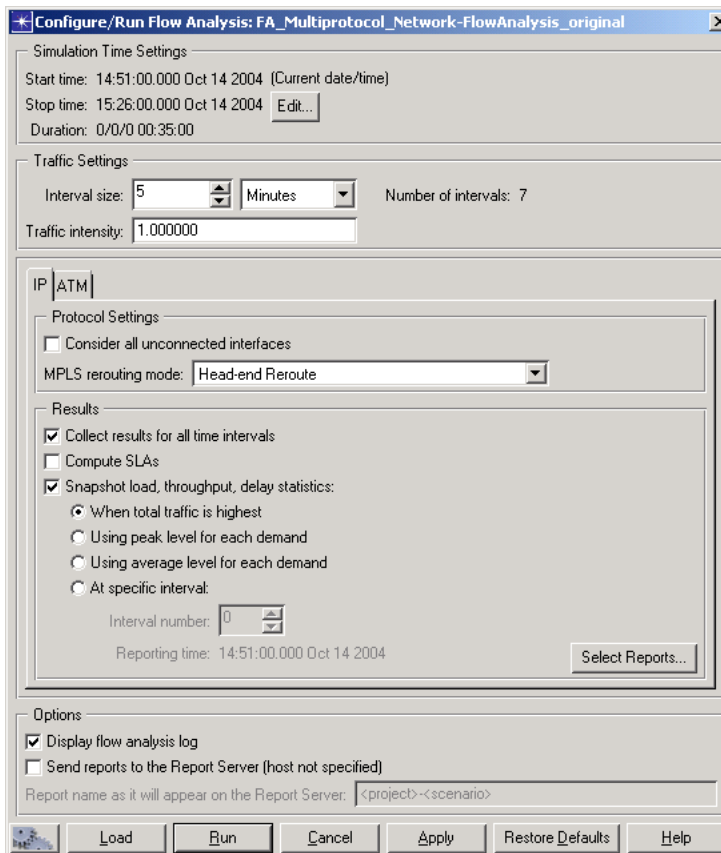 Configure/Run Flow Analysis: FA_Multiprotocol_Network-FlowAnalysis_original
Simulation Time Settings
Start time: 14:51:00.000 Oct 14 2004 (Current date/time)
Stop time: 15:26:00.000 Oct 14 2004 Edit...
Duration: 0/0/0 00:35:00
Traffic Settings
Interval size: 5 Minutes Number of intervals: 7
Traffic intensity: 1.000000
IP ATM
Protocol Settings
Consider all unconnected interfaces
MPLS rerouting mode: Head-end Reroute
Results
Collect results for all time intervals
Compute SLAs
Snapshot load, throughput, delay statistics:
When total traffic is highest
Using peak level for each demand
Using average level for each demand
At specific interval:
Interval number: 0
Reporting time: 14:51:00.000 Oct 14 2004 Select Reports...
Options
Display flow analysis log
Send reports to the Report Server (host not specified)
Report name as it will appear on the Report Server: <project>-<scenario>
Load Run Cancel Apply Restore Defaults Help